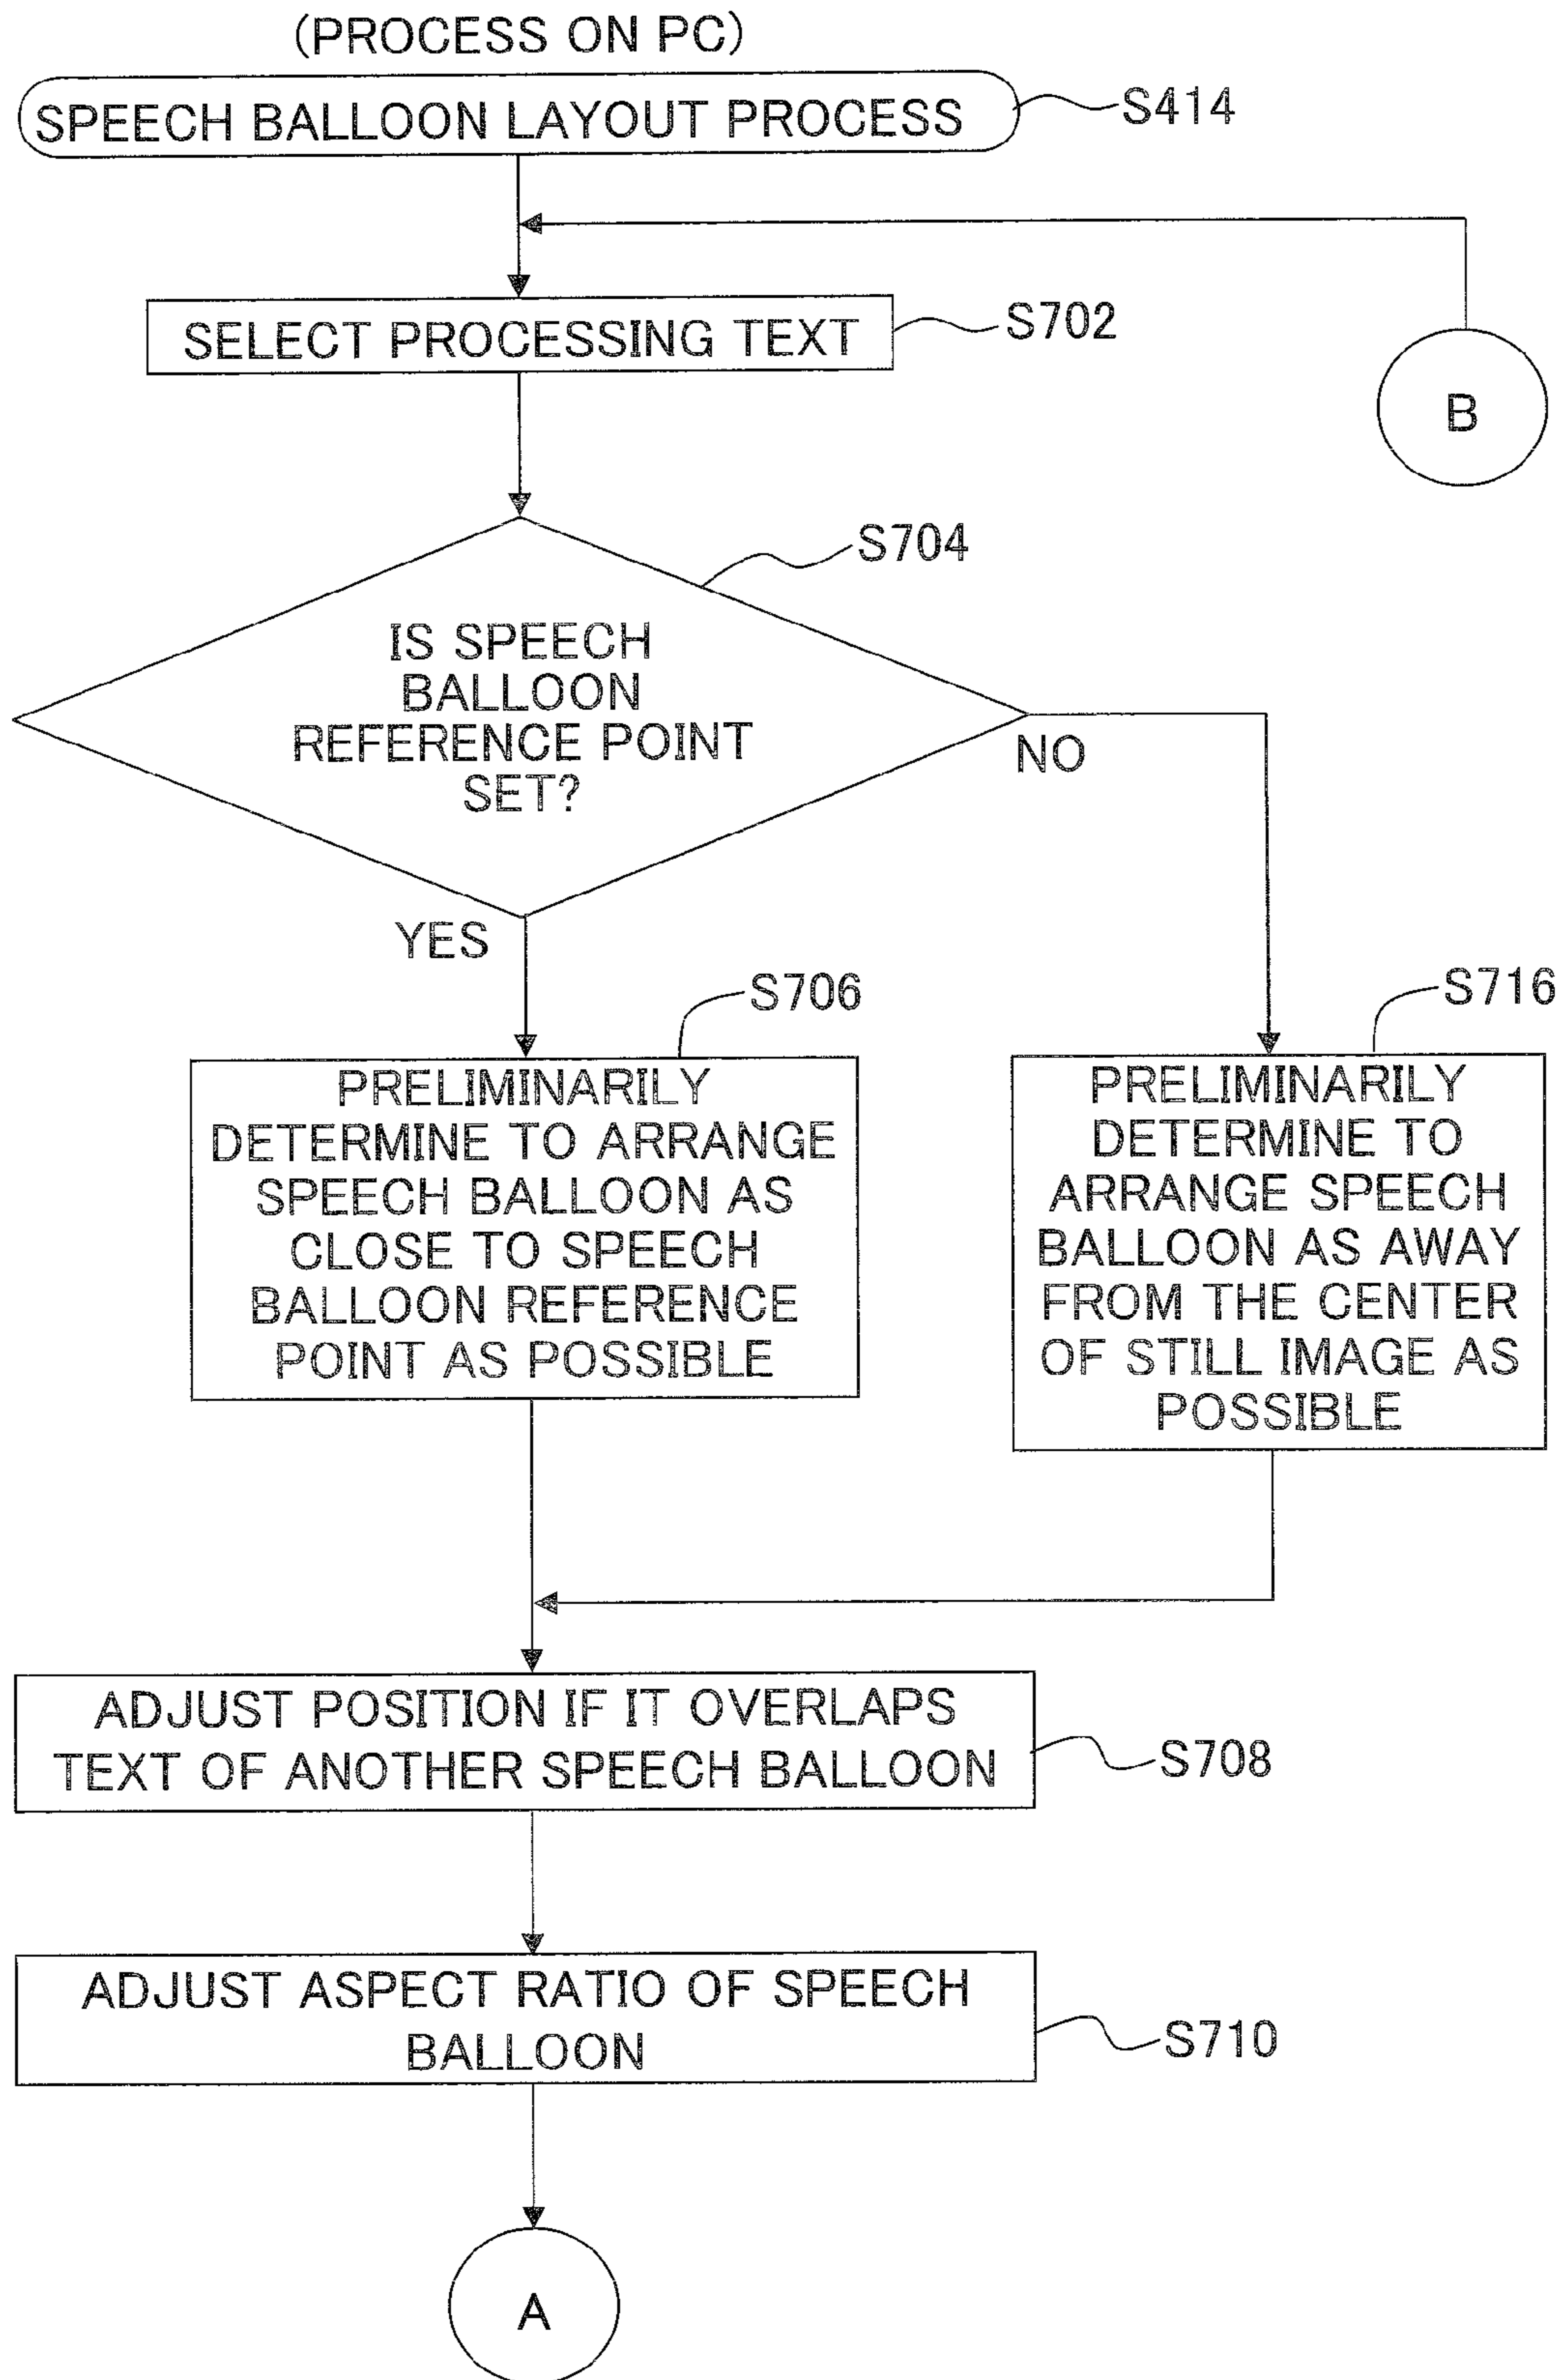 (PROCESS ON PC)
SPEECH BALLOON LAYOUT PROCESS
S414
SELECT PROCESSING TEXT
S702
B
S704
IS SPEECH
BALLOON
REFERENCE POINT
SET?
NO
YES
S706
PRELIMINARILY
DETERMINE TO ARRANGE
SPEECH BALLOON AS
CLOSE TO SPEECH
BALLOON REFERENCE
POINT AS POSSIBLE
S716
PRELIMINARILY
DETERMINE TO
ARRANGE SPEECH
BALLOON AS AWAY
FROM THE CENTER
OF STILL IMAGE AS
POSSIBLE
ADJUST POSITION IF IT OVERLAPS
TEXT OF ANOTHER SPEECH BALLOON
S708
ADJUST ASPECT RATIO OF SPEECH
BALLOON
S710
A